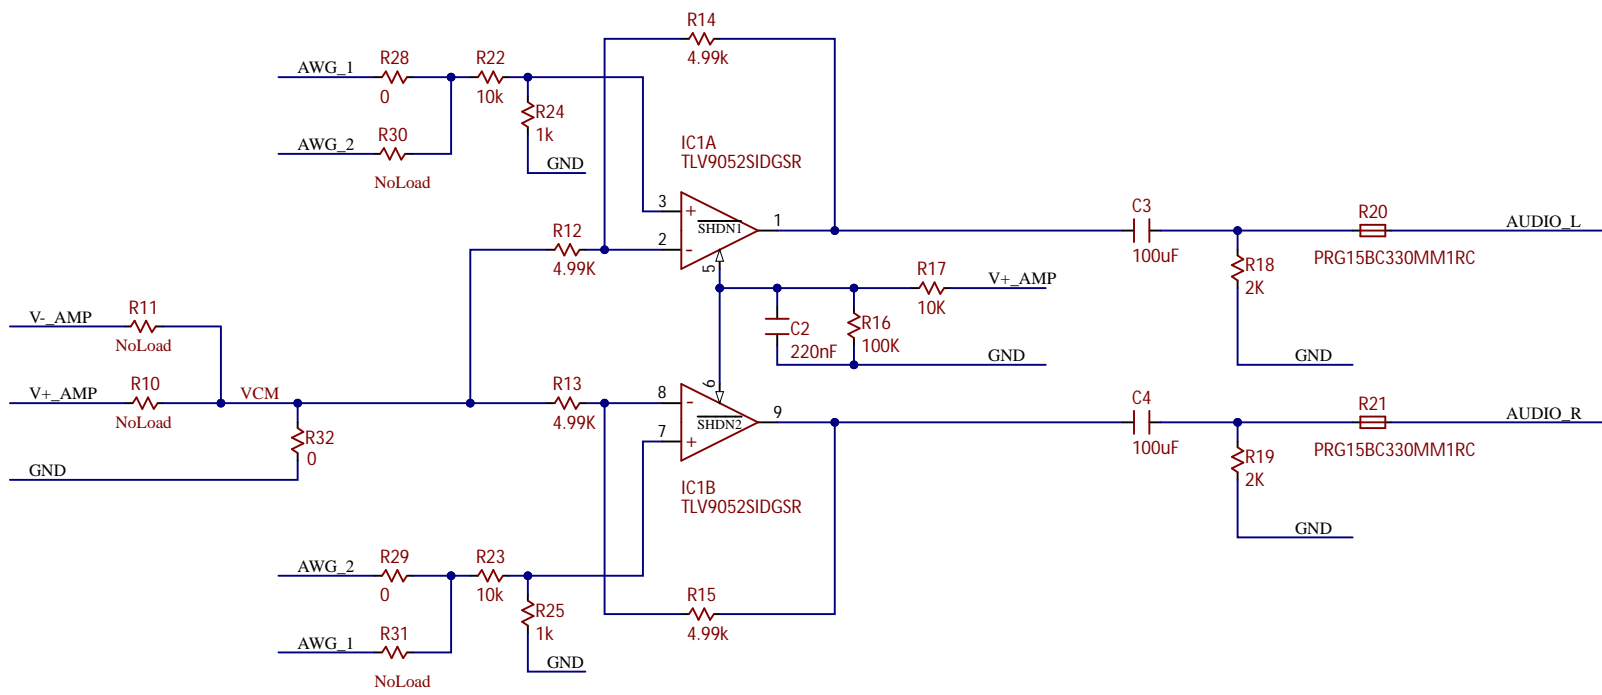 R14
4.99k
AWG_1
R28
0
R22
10k
R24
1k
GND
AWG_2
R30
NoLoad
IC1A
TLV9052SIDGSR
3
+
SHDN1
1
2
-
5
R12
4.99K
C3
100uF
R20
PRG15BC330MM1RC
AUDIO_L
R18
2K
GND
R17
10K
V+_AMP
C2
220nF
R16
100K
GND
V-_AMP
R11
NoLoad
V+_AMP
R10
NoLoad
VCM
R32
0
GND
R13
4.99K
8
-
6
SHDN2
9
7
+
IC1B
TLV9052SIDGSR
C4
100uF
R21
PRG15BC330MM1RC
AUDIO_R
R19
2K
GND
AWG_2
R29
0
R23
10k
R25
1k
GND
AWG_1
R31
NoLoad
R15
4.99k